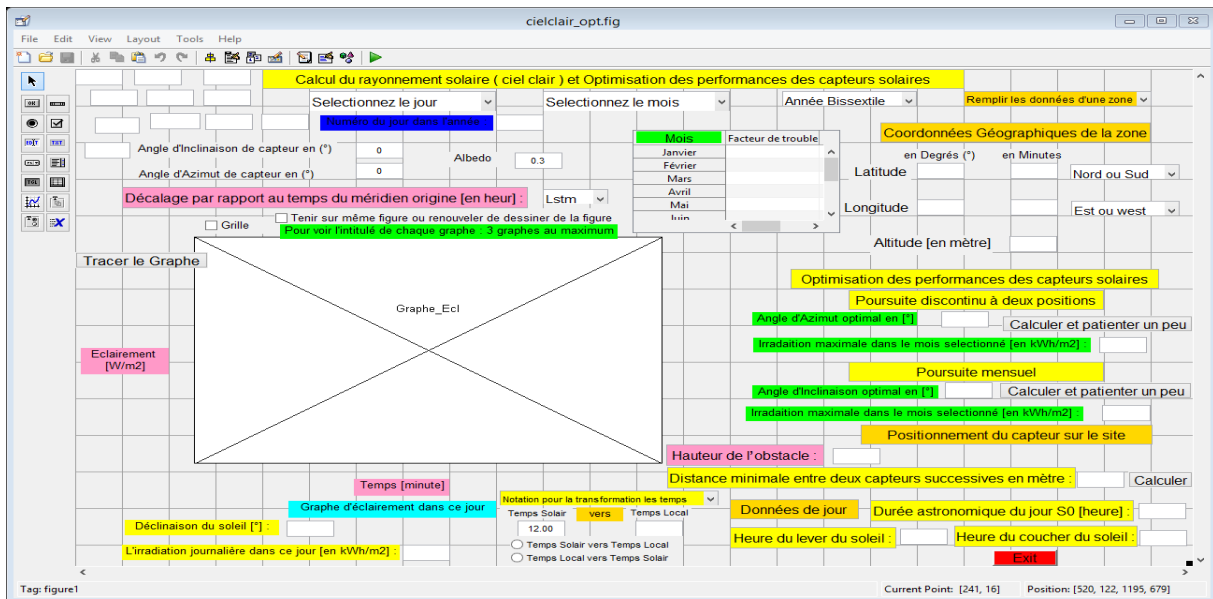 cielclair_opt.fig
File Edit View Layout Tools Help
Calcul du rayonnement solaire ( ciel clair ) et Optimisation des performances des capteurs solaires
Selectionnez le jour
Selectionnez le mois
Année Bissextile
Remplir les données d'une zone
Numéro du jour dans l'année :
Angle d'Inclinaison de capteur en (°)
0
Angle d'Azimut de capteur en (°)
0
Albedo
0.3
Mois Facteur de trouble
Janvier
Février
Mars
Avril
Mai
Juin
Coordonnées Géographiques de la zone
en Degrés (°) en Minutes
Latitude
Nord ou Sud
Longitude
Est ou west
Altitude [en mètre]
Décalage par rapport au temps du méridien origine [en heur] :
Lstm
Grille
Tenir sur même figure ou renouveler de dessiner de la figure
Pour voir l'intitulé de chaque graphe : 3 graphes au maximum
Tracer le Graphe
Graphe_Ecl
Eclairement
[W/m2]
Temps [minute]
Graphe d'éclairement dans ce jour
Optimisation des performances des capteurs solaires
Poursuite discontinu à deux positions
Angle d'Azimut optimal en [°]
Calculer et patienter un peu
Irradaition maximale dans le mois selectionné [en kWh/m2] :
Poursuite mensuel
Angle d'Inclinaison optimal en [°]
Calculer et patienter un peu
Irradaition maximale dans le mois selectionné [en kWh/m2] :
Positionnement du capteur sur le site
Hauteur de l'obstacle :
Distance minimale entre deux capteurs successives en mètre :
Calculer
Notation pour la transformation les temps
Temps Solair vers Temps Local
12.00
Temps Solair vers Temps Local
Temps Local vers Temps Solair
Déclinaison du soleil [°] :
L'irradiation journalière dans ce jour [en kWh/m2] :
Données de jour
Durée astronomique du jour S0 [heure] :
Heure du lever du soleil :
Heure du coucher du soleil :
Exit
Tag: figure1
Current Point: [241, 16]
Position: [520, 122, 1195, 679]